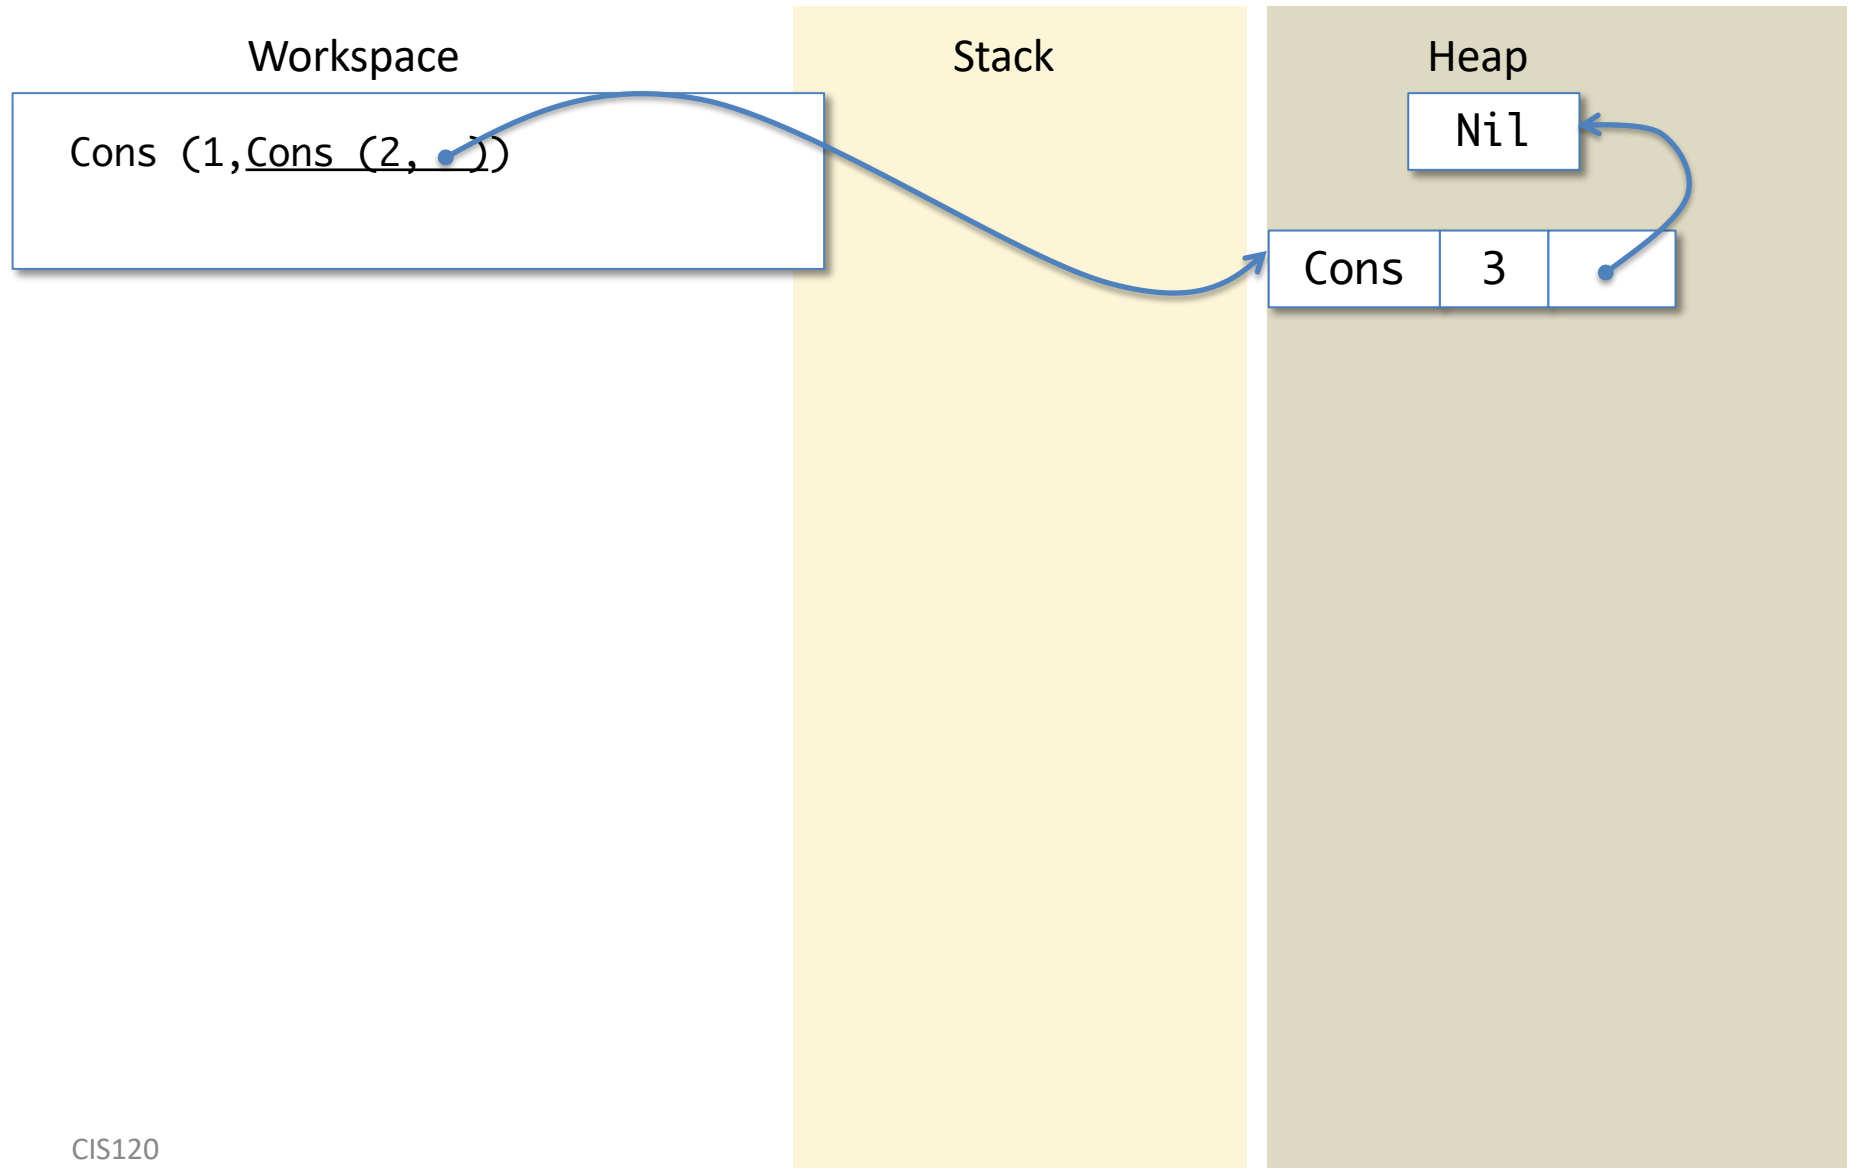 Workspace
Stack
Heap
Cons (1,Cons (2, ))
Nil
Cons 3
CIS120